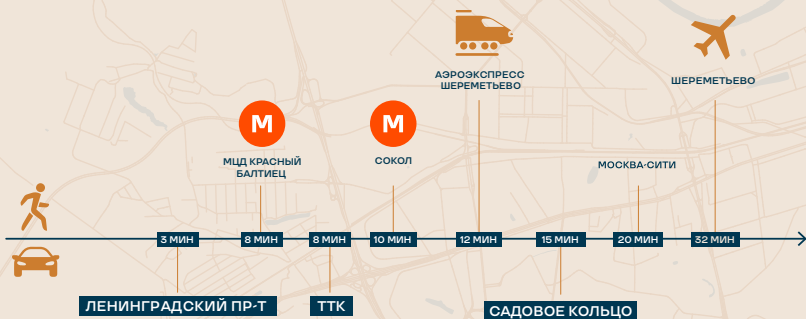 АЭРОЭКСПРЕСС
ШЕРЕМЕТЬЕВО
ШЕРЕМЕТЬЕВО
М
М
МЦД КРАСНЫЙ
БАЛТИЕЦ
СОКОЛ
МОСКВА-СИТИ
3 МИН
8 МИН
8 МИН
10 МИН
12 МИН
15 МИН
20 МИН
32 МИН
ЛЕНИНГРАДСКИЙ ПР-Т
ТТК
САДОВОЕ КОЛЬЦО